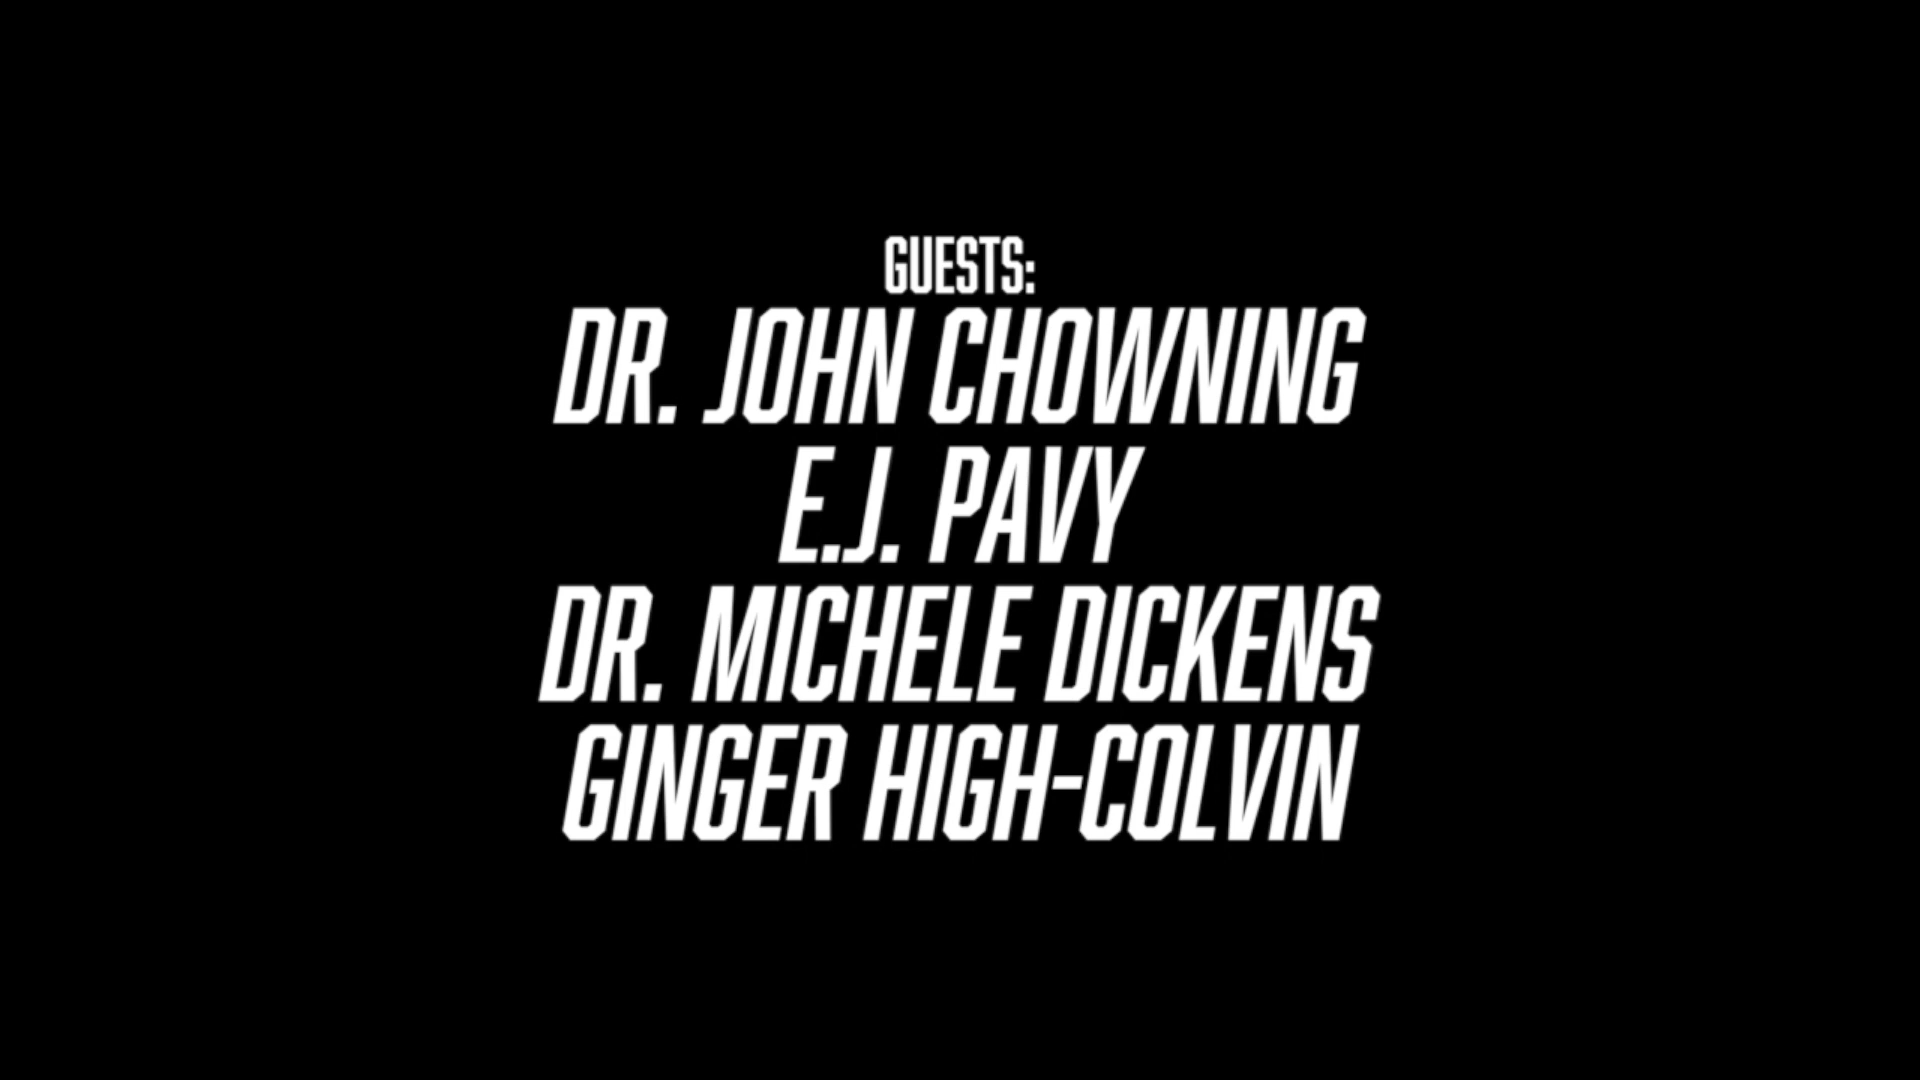 GUESTS:
DR. JOHN CHOWNING
E.J. PAVY
DR. MICHELE DICKENS
GINGER HIGH-COLVIN